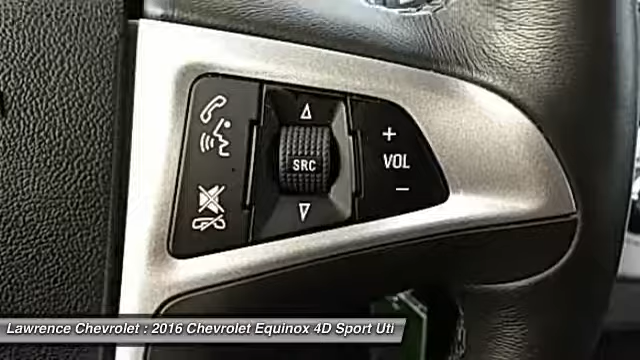 SRC
+
VOL
−
Lawrence Chevrolet : 2016 Chevrolet Equinox 4D Sport Uti